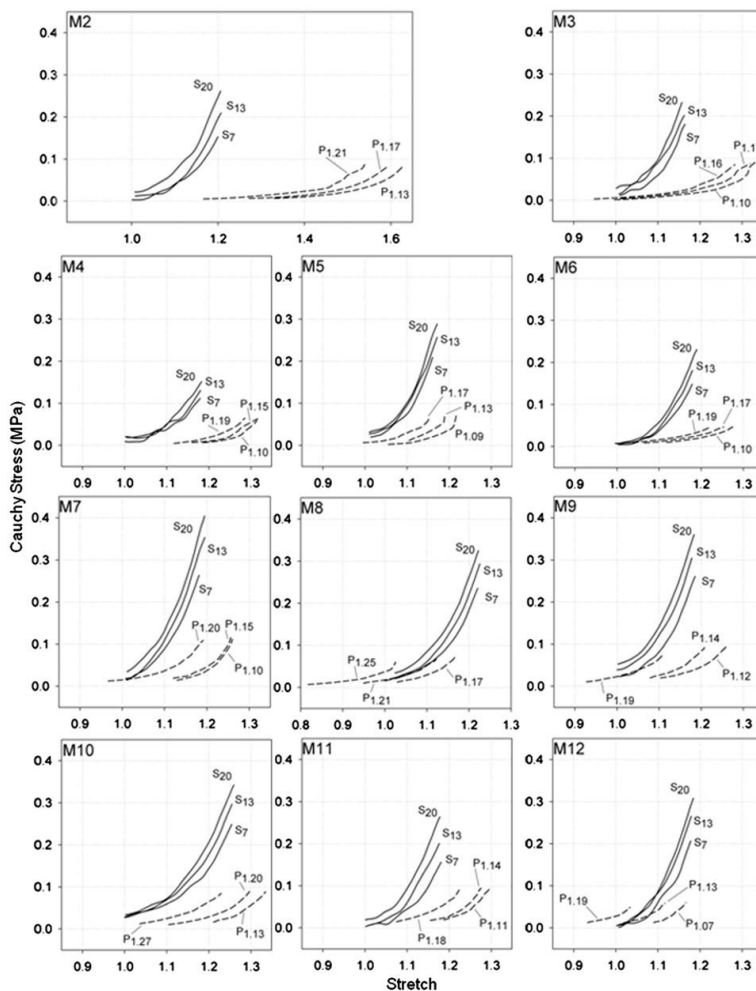 M2
0.4
0.3
0.2
0.1
0.0
S20
S13
S7
P1.21
P1.17
P1.13
1.0 1.2 1.4 1.6
M3
0.4
0.3
0.2
0.1
0.0
S20
S13
S7
P1.16
P1.1
P1.10
0.9 1.0 1.1 1.2 1.3
M4
0.4
0.3
0.2
0.1
0.0
S20
S13
S7
P1.19
P1.15
P1.10
0.9 1.0 1.1 1.2 1.3
M5
0.4
0.3
0.2
0.1
0.0
S20
S13
S7
P1.17
P1.13
P1.09
0.9 1.0 1.1 1.2 1.3
M6
0.4
0.3
0.2
0.1
0.0
S20
S13
S7
P1.19
P1.17
P1.10
0.9 1.0 1.1 1.2 1.3
Cauchy Stress (MPa)
M7
0.4
0.3
0.2
0.1
0.0
S20
S13
S7
P1.20
P1.15
P1.10
0.9 1.0 1.1 1.2 1.3
M8
0.4
0.3
0.2
0.1
0.0
S20
S13
S7
P1.25
P1.21
P1.17
0.8 0.9 1.0 1.1 1.2 1.3
M9
0.4
0.3
0.2
0.1
0.0
S20
S13
S7
P1.14
P1.12
P1.19
0.9 1.0 1.1 1.2 1.3
M10
0.4
0.3
0.2
0.1
0.0
S20
S13
S7
P1.20
P1.27
P1.13
0.9 1.0 1.1 1.2 1.3
M11
0.4
0.3
0.2
0.1
0.0
S20
S13
S7
P1.14
P1.11
P1.18
0.9 1.0 1.1 1.2 1.3
M12
0.4
0.3
0.2
0.1
0.0
S20
S13
S7
P1.19
P1.13
P1.07
0.9 1.0 1.1 1.2 1.3
Stretch